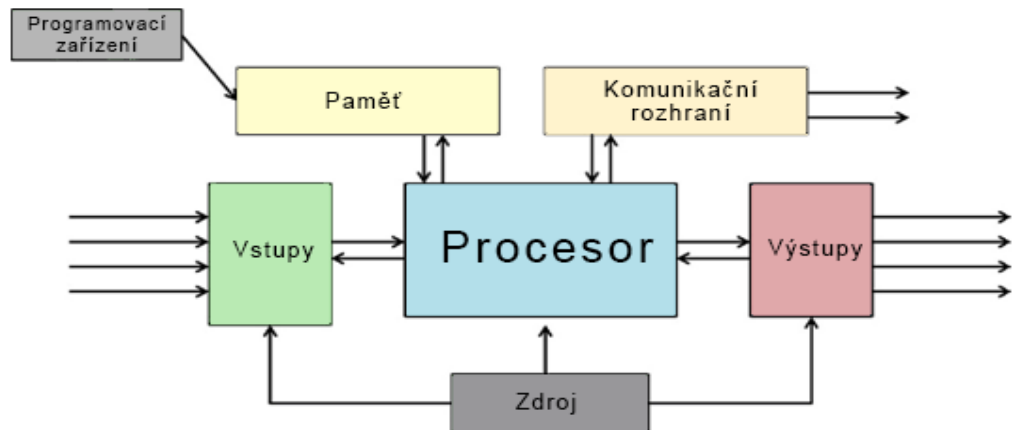 Programovací
zařízení
Paměť
Komunikační
rozhraní
Vstupy
Procesor
Výstupy
Zdroj